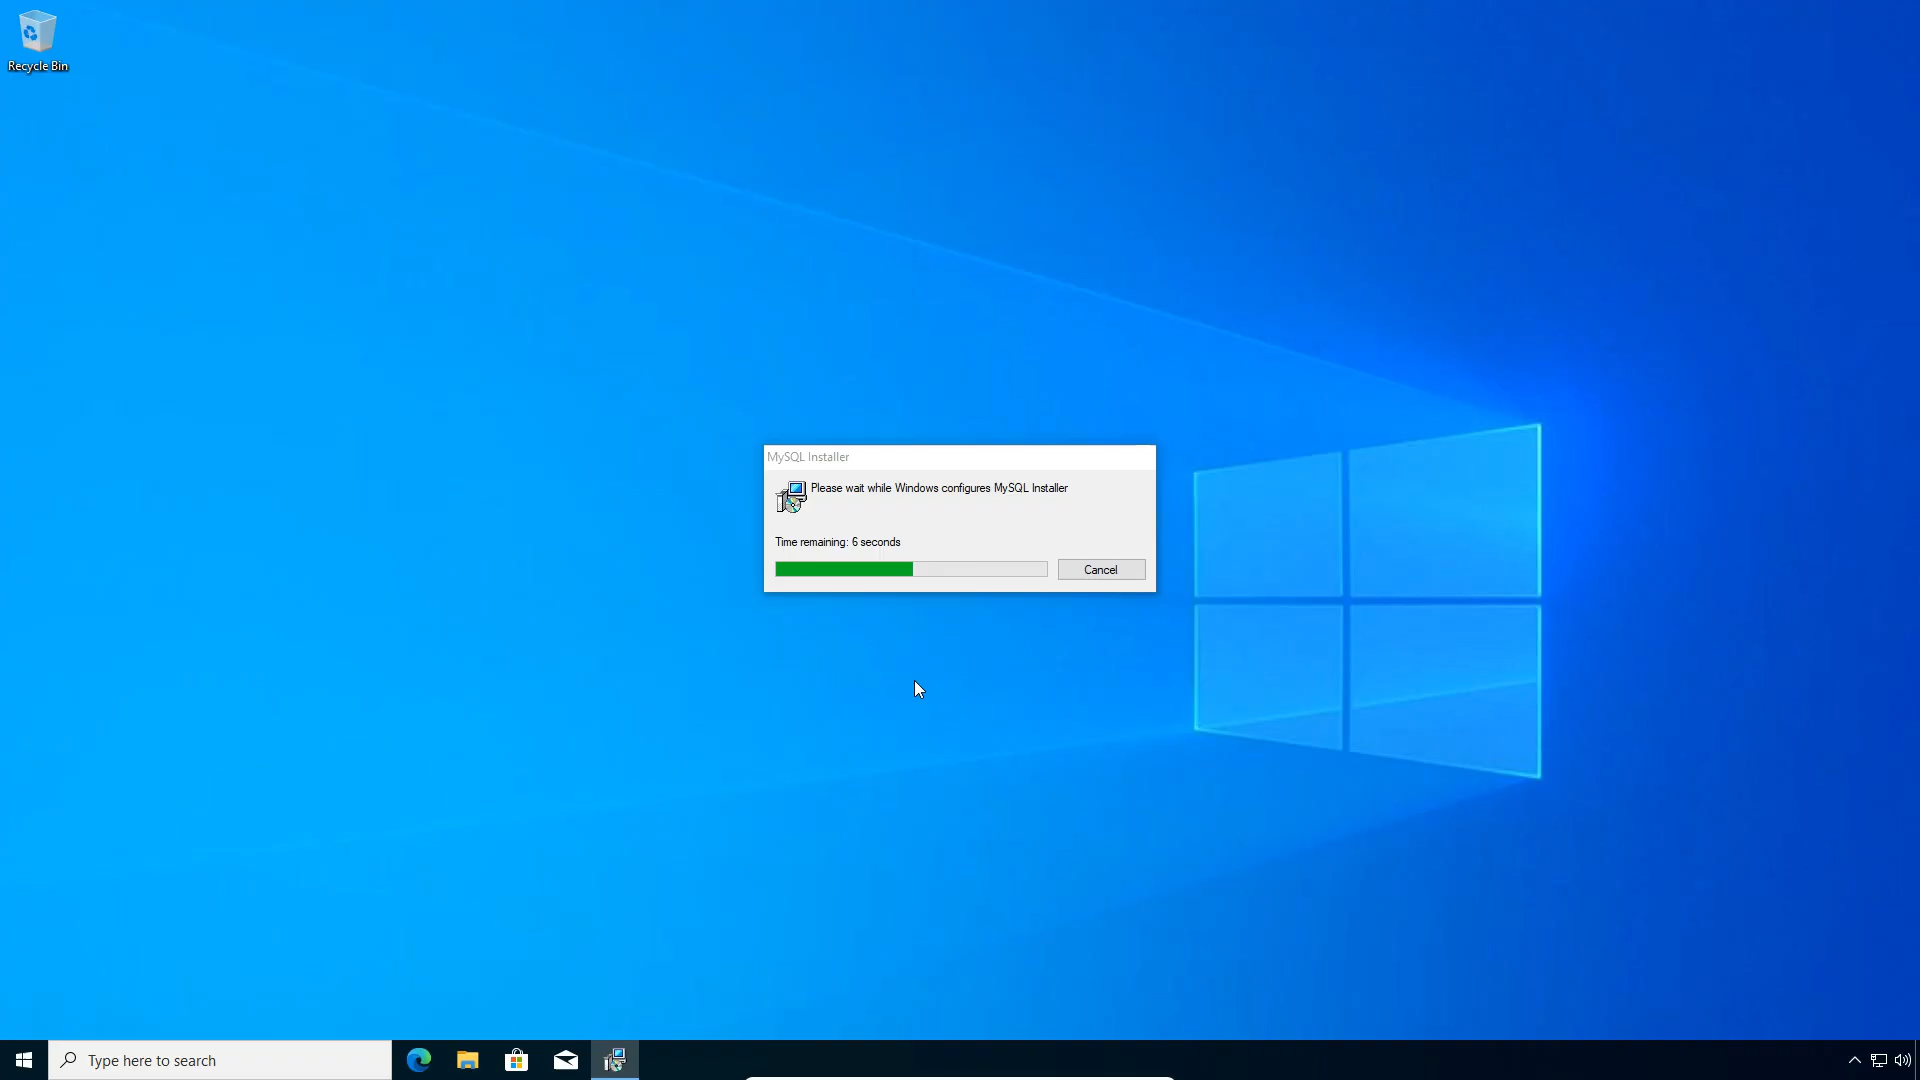 Recycle Bin
MySQL Installer
Please wait while Windows configures MySQL Installer
Time remaining: 6 seconds
Cancel
Type here to search